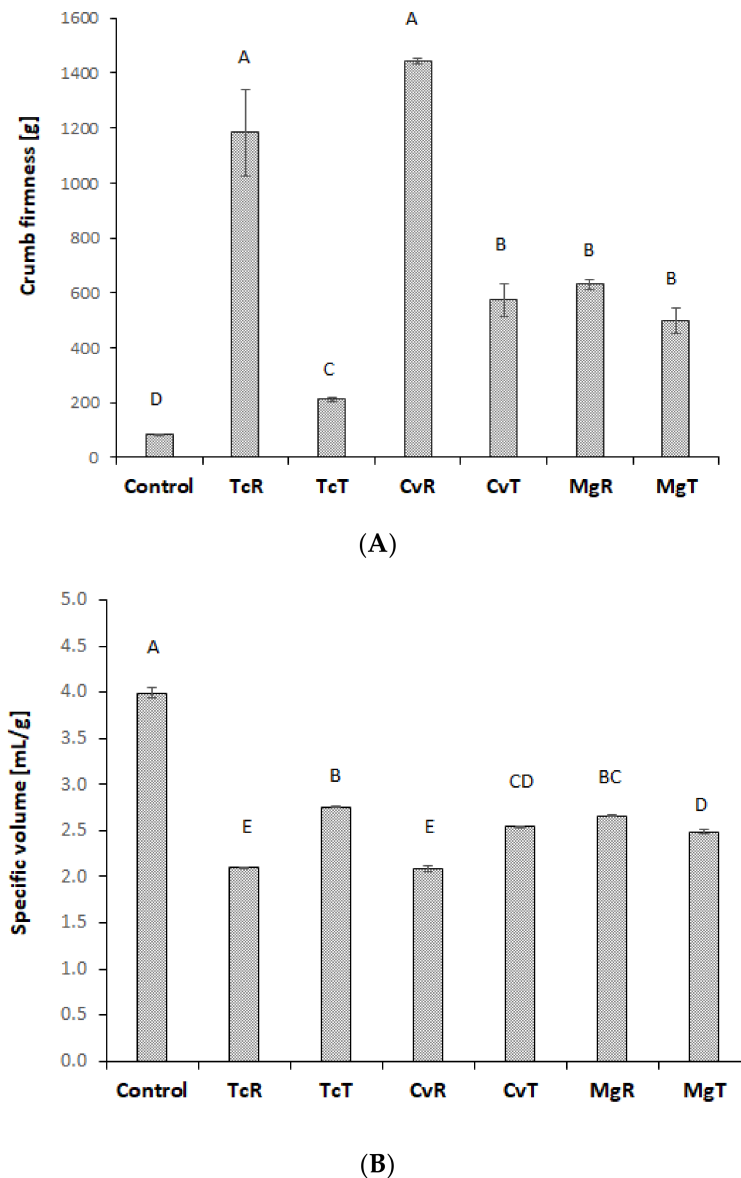 1600
1400
1200
1000
800
600
400
200
0
Crumb firmness [g]
D
A
C
A
B
B
B
Control TcR TcT CvR CvT MgR MgT
(A)
5.0
4.5
4.0
3.5
3.0
2.5
2.0
1.5
1.0
0.5
0.0
Specific volume [mL/g]
A
E
B
E
CD
BC
D
Control TcR TcT CvR CvT MgR MgT
(B)